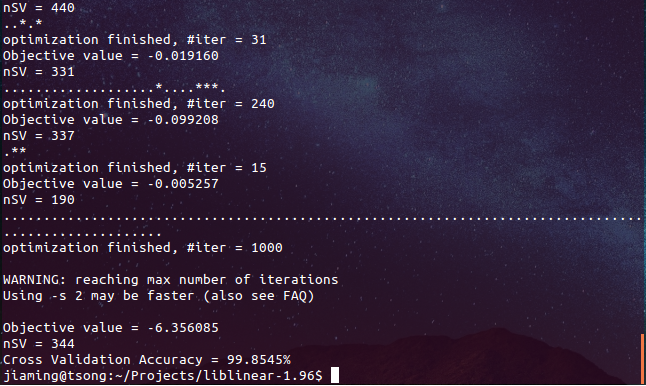 nSV = 440
..*.*
optimization finished, #iter = 31
Objective value = -0.019160
nSV = 331
...................*....***.
optimization finished, #iter = 240
Objective value = -0.099208
nSV = 337
.**
optimization finished, #iter = 15
Objective value = -0.005257
nSV = 190
................................................................................
....................
optimization finished, #iter = 1000
WARNING: reaching max number of iterations
Using -s 2 may be faster (also see FAQ)
Objective value = -6.356085
nSV = 344
Cross Validation Accuracy = 99.8545%
jiaming@tsong:~/Projects/liblinear-1.96$